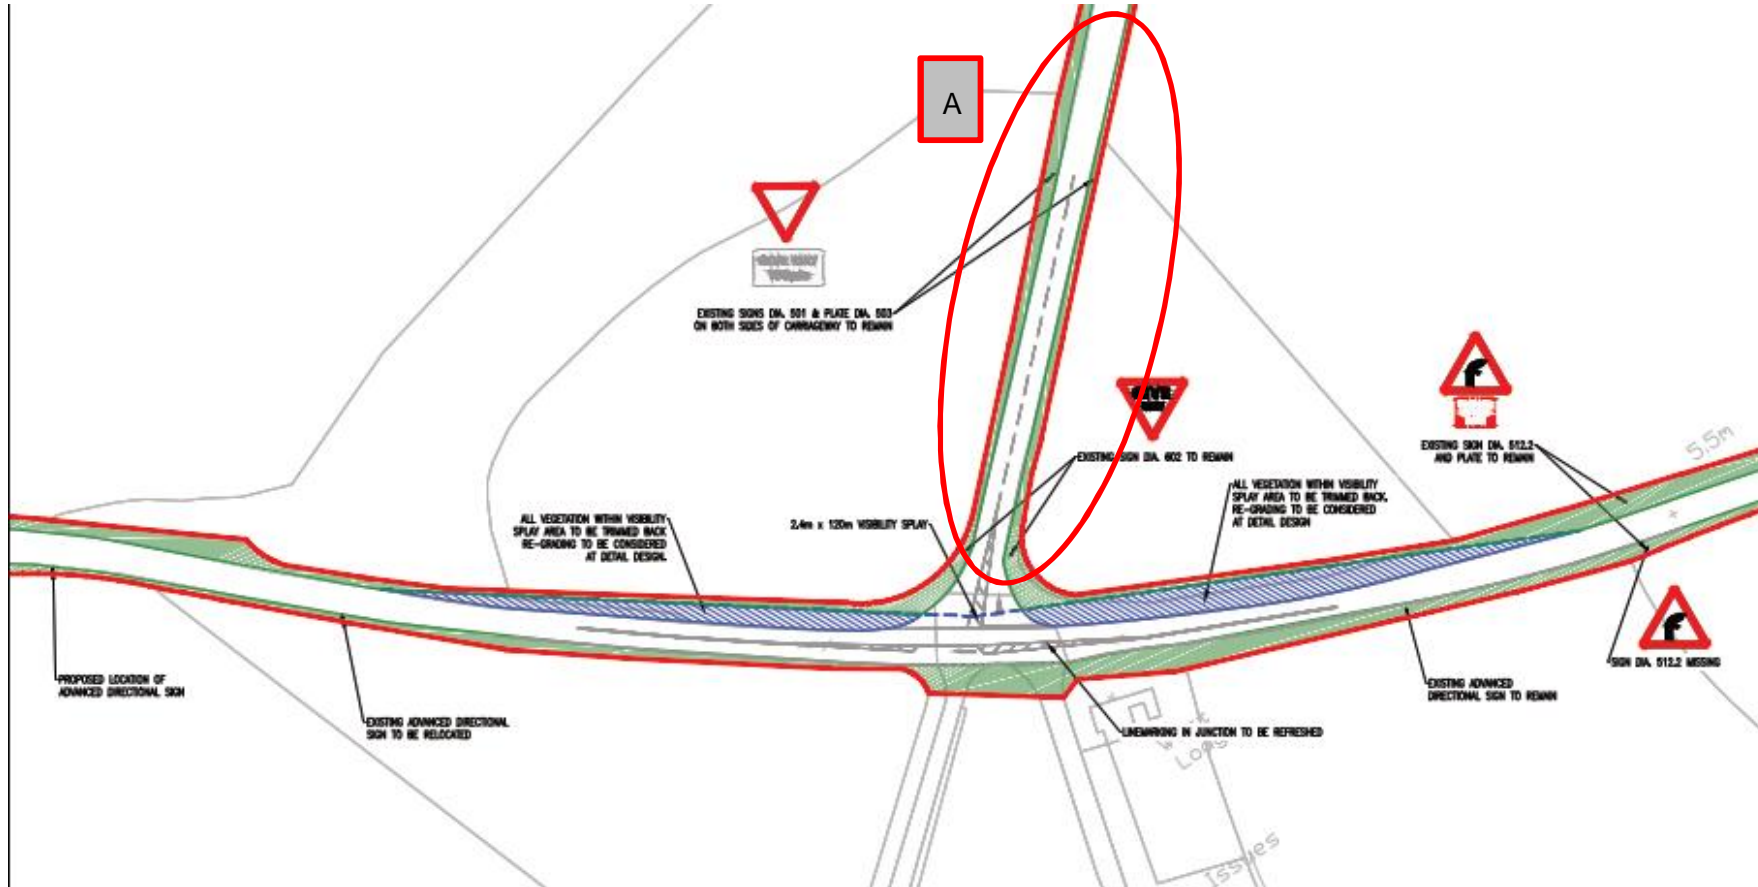 A
EXISTING SIGNS DIA. 501 & PLATE DIA. 503
ON BOTH SIDES OF CARRIAGEWAY TO REMAIN
GIVE
EXISTING SIGN DIA. 602 TO REMAIN
EXISTING SIGN DIA. 512.2
AND PLATE TO REMAIN
5.5m
ALL VEGETATION WITHIN VISIBILITY
SPLAY AREA TO BE TRIMMED BACK
RE-GRADING TO BE CONSIDERED
AT DETAIL DESIGN.
2.4m x 120m VISIBILITY SPLAY
ALL VEGETATION WITHIN VISIBILITY
SPLAY AREA TO BE TRIMMED BACK.
RE-GRADING TO BE CONSIDERED
AT DETAIL DESIGN
PROPOSED LOCATION OF
ADVANCED DIRECTIONAL SIGN
EXISTING ADVANCED DIRECTIONAL
SIGN TO BE RELOCATED
SIGN DIA. 512.2 MISSING
EXISTING ADVANCED
DIRECTIONAL SIGN TO REMAIN
LINEMARKING IN JUNCTION TO BE REFRESHED
Issues